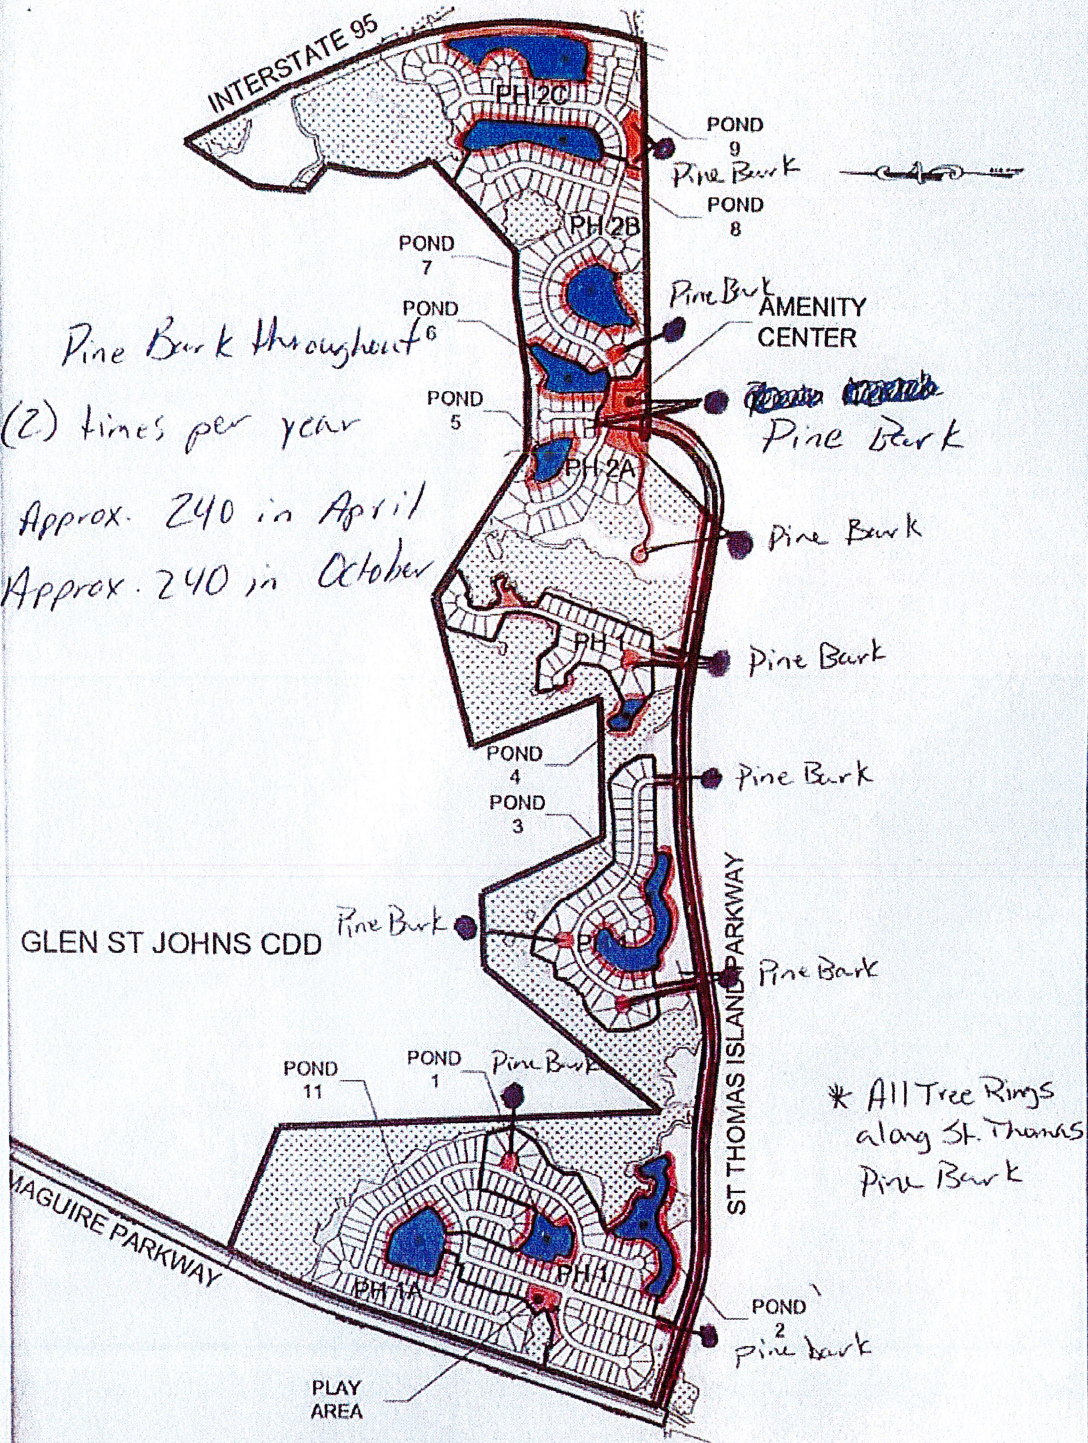 INTERSTATE 95
PH 2C
POND
9
Pine Bark
POND
8
PH 2B
POND
7
Pine Bark
AMENITY
CENTER
POND
6
Pine Bark throughout
(2) times per year
POND
5
Pine Bark
PH 2A
Approx. 240 in April
Approx. 240 in October
Pine Bark
PH 1
Pine Bark
POND
4
Pine Bark
POND
3
GLEN ST JOHNS CDD
Pine Bark
Pine Bark
ST THOMAS ISLAND PARKWAY
POND
11
POND
1
Pine Bark
* All Tree Rings
along St. Thomas
Pine Bark
MAGUIRE PARKWAY
PH 1A
PH 1
POND
2
pine bark
PLAY
AREA